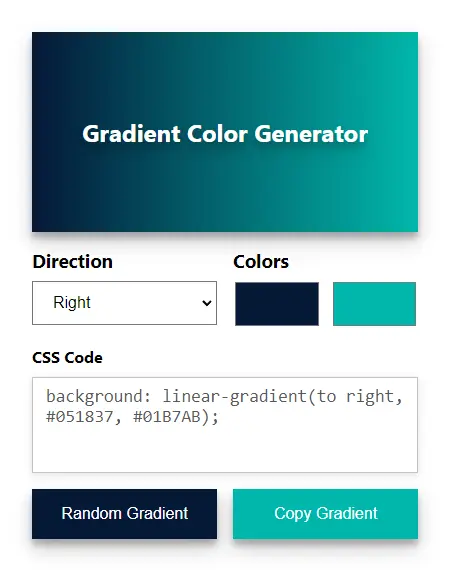 Gradient Color Generator
Direction Colors
Right
CSS Code
background: linear-gradient(to right,
#051837, #01B7AB);
Random Gradient Copy Gradient